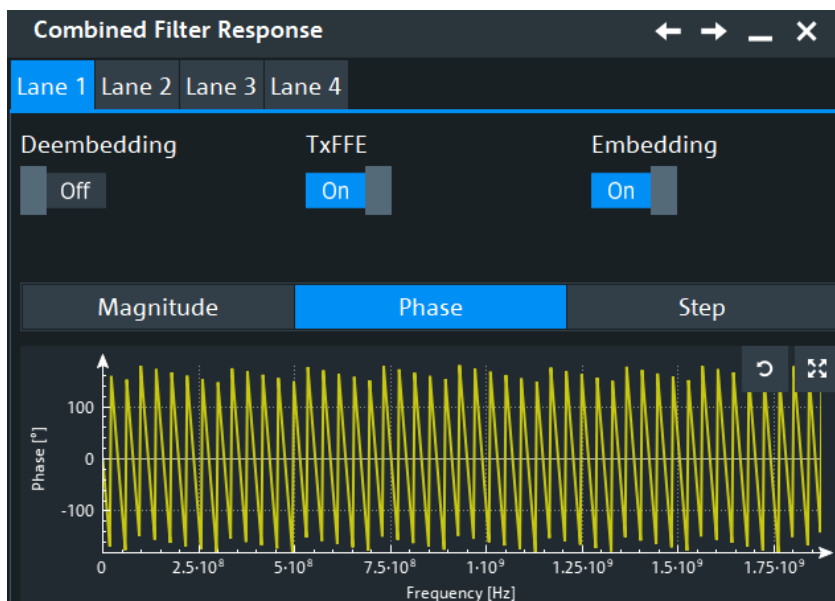 Combined Filter Response
Lane 1 Lane 2 Lane 3 Lane 4
Deembedding TxFFE Embedding
Off On On
Magnitude Phase Step
Phase [°]
100
0
-100
0 2.5·10⁸ 5·10⁸ 7.5·10⁸ 1·10⁹ 1.25·10⁹ 1.5·10⁹ 1.75·10⁹
Frequency [Hz]